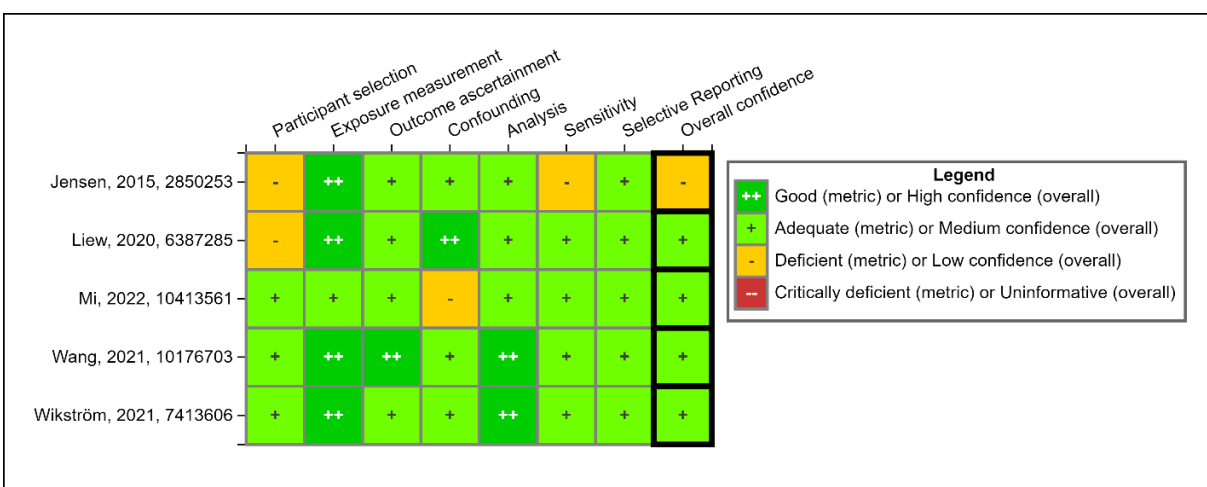 Participant selection
Exposure measurement
Outcome ascertainment
Confounding
Analysis
Sensitivity
Selective Reporting
Overall confidence
Jensen, 2015, 2850253 - ++ + + + - + -
Liew, 2020, 6387285 - ++ + ++ + + + +
Mi, 2022, 10413561 + + + - + + + +
Wang, 2021, 10176703 + ++ ++ + ++ + + +
Wikström, 2021, 7413606 + ++ + + ++ + + +
Legend
++ Good (metric) or High confidence (overall)
+ Adequate (metric) or Medium confidence (overall)
- Deficient (metric) or Low confidence (overall)
-- Critically deficient (metric) or Uninformative (overall)